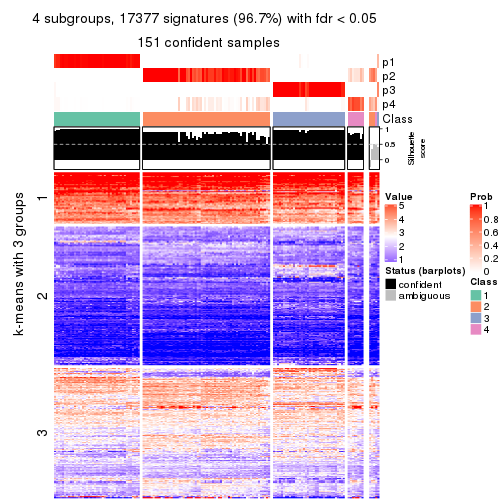 4 subgroups, 17377 signatures (96.7%) with fdr < 0.05
151 confident samples
p1
p2
p3
p4
Class
1
0.5
0
Silhouette
score
k-means with 3 groups
1
2
3
Value
5
4
3
2
1
Status (barplots)
confident
ambiguous
Prob
1
0.8
0.6
0.4
0.2
0
Class
1
2
3
4